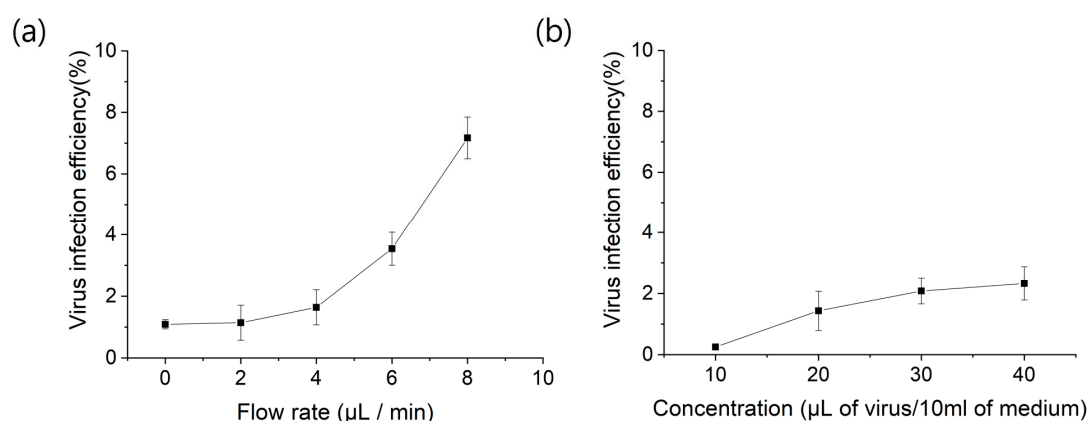 (a)
Virus infection efficiency(%)
10
8
6
4
2
0
0 2 4 6 8 10
Flow rate (µL / min)
(b)
Virus infection efficiency(%)
10
8
6
4
2
0
10 20 30 40
Concentration (µL of virus/10ml of medium)